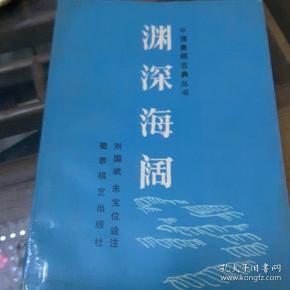 中国象棋古典丛书
渊深海阔
刘国斌 朱宝位诠注
蜀蓉棋艺出版社
孔夫子旧书网